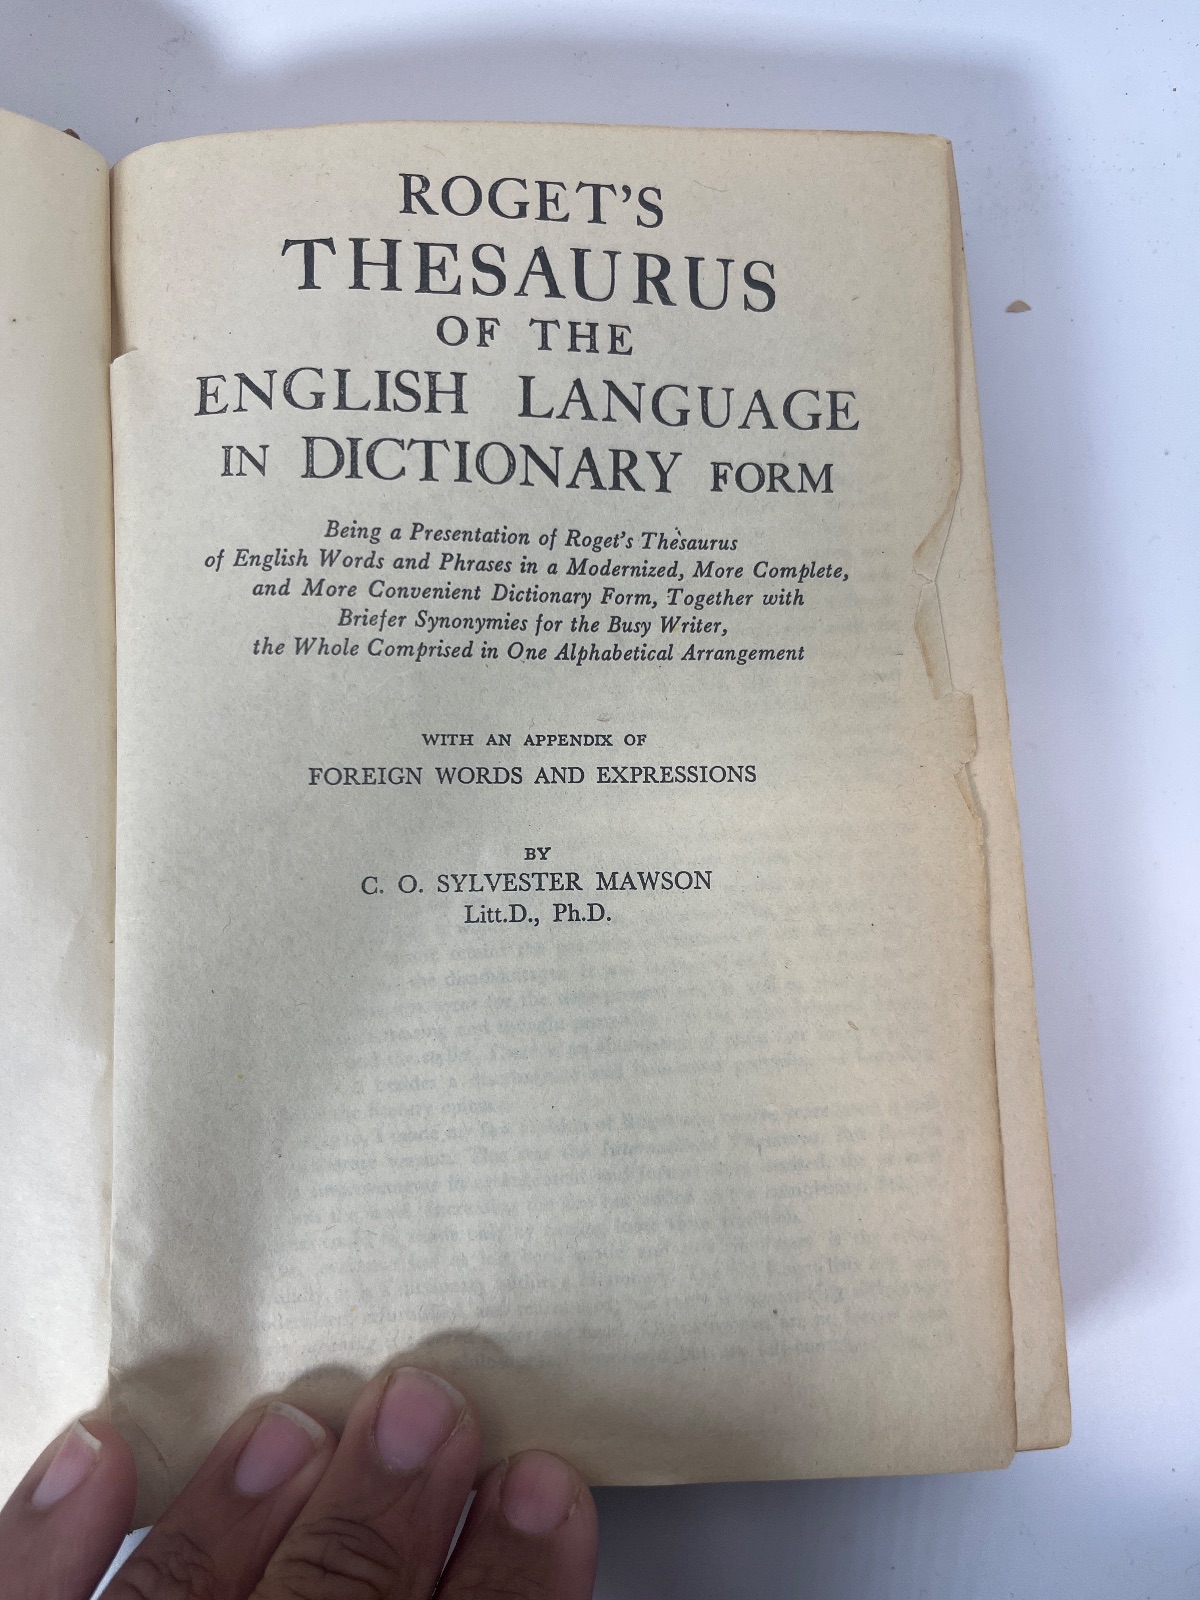 ROGET'S
THESAURUS
OF THE
ENGLISH LANGUAGE
IN DICTIONARY FORM
Being a Presentation of Roget's Thesaurus
of English Words and Phrases in a Modernized, More Complete,
and More Convenient Dictionary Form, Together with
Briefer Synonymies for the Busy Writer,
the Whole Comprised in One Alphabetical Arrangement
WITH AN APPENDIX OF
FOREIGN WORDS AND EXPRESSIONS
BY
C. O. SYLVESTER MAWSON
Litt.D., Ph.D.